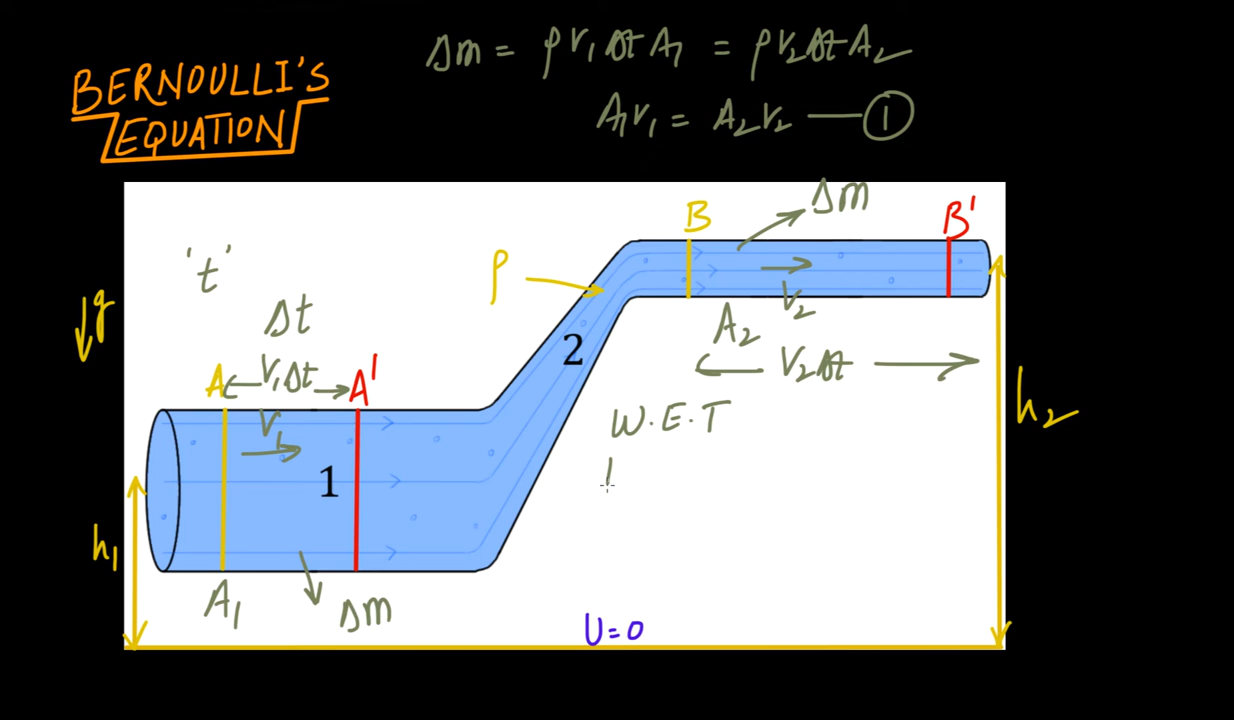 Δm = ρV₁ΔtA₁ = ρV₂ΔtA₂
BERNOULLI'S
EQUATION
A₁V₁ = A₂V₂ — ①
Δm
B
B'
't'
ρ
g
Δt
V₂
A₂
2
V₁Δt
V₂Δt
A
A'
h₂
V₁
W.E.T
1
h₁
A₁
Δm
U=0